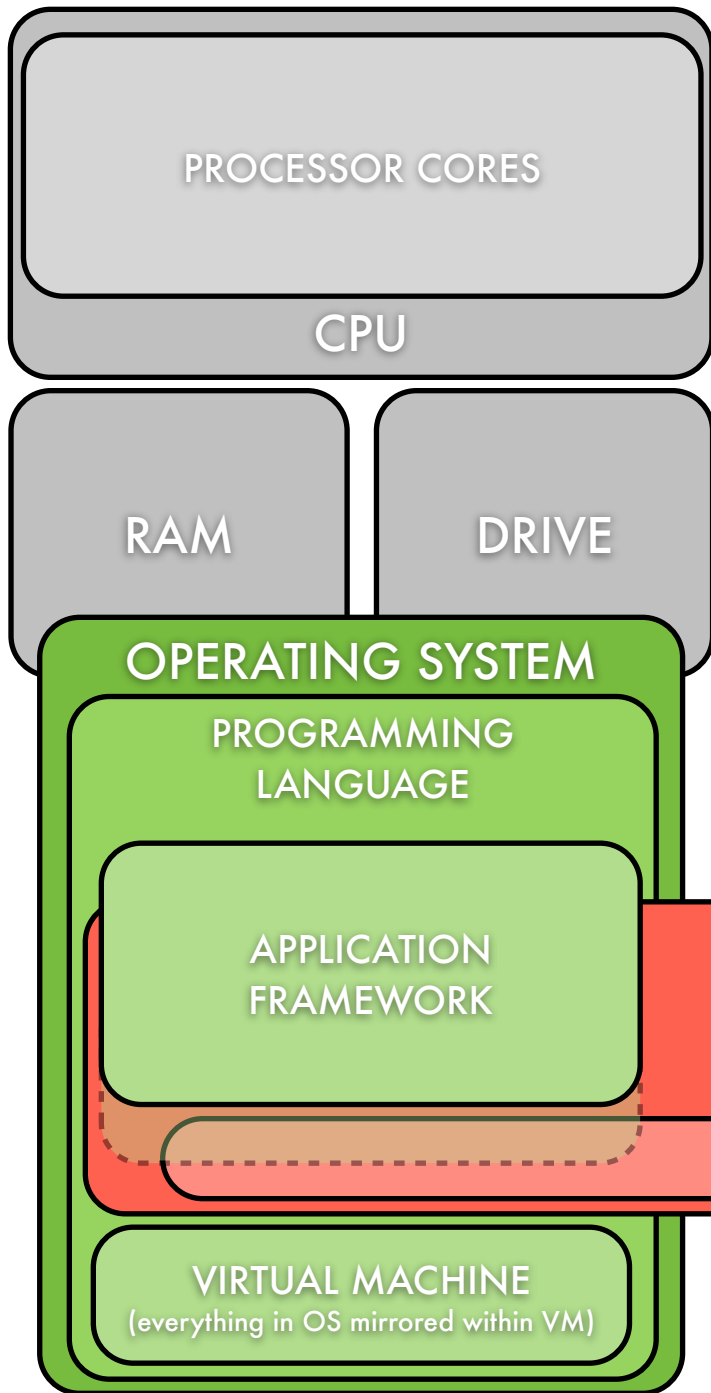 PROCESSOR CORES
CPU
RAM
DRIVE
OPERATING SYSTEM
PROGRAMMING
LANGUAGE
APPLICATION
FRAMEWORK
VIRTUAL MACHINE
(everything in OS mirrored within VM)